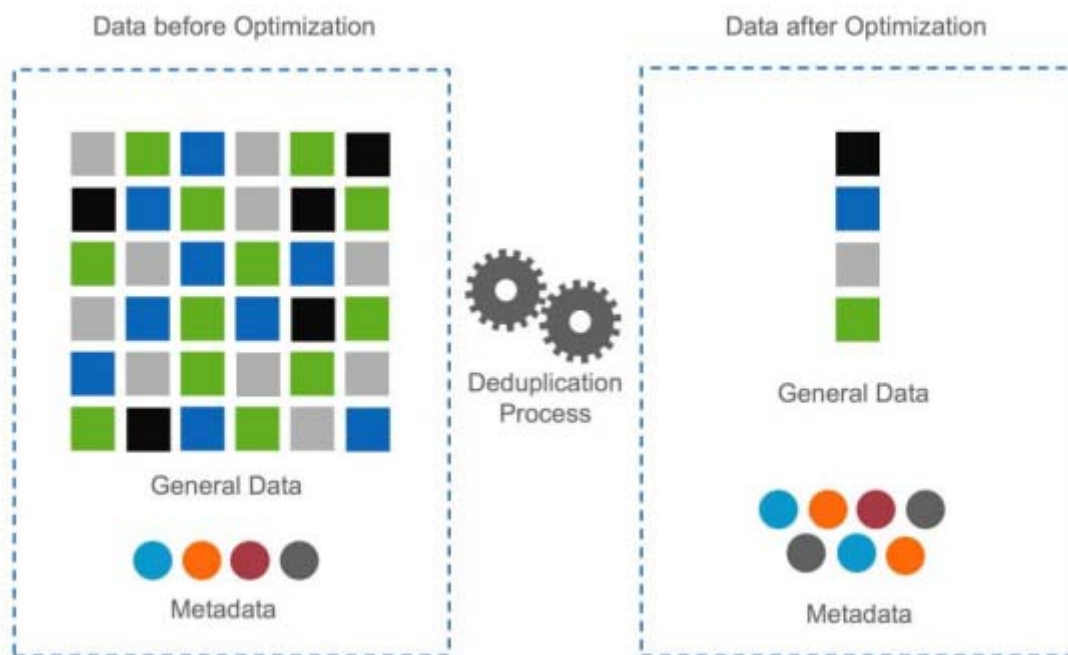 Data before Optimization
Data after Optimization
Deduplication
Process
General Data
General Data
Metadata
Metadata